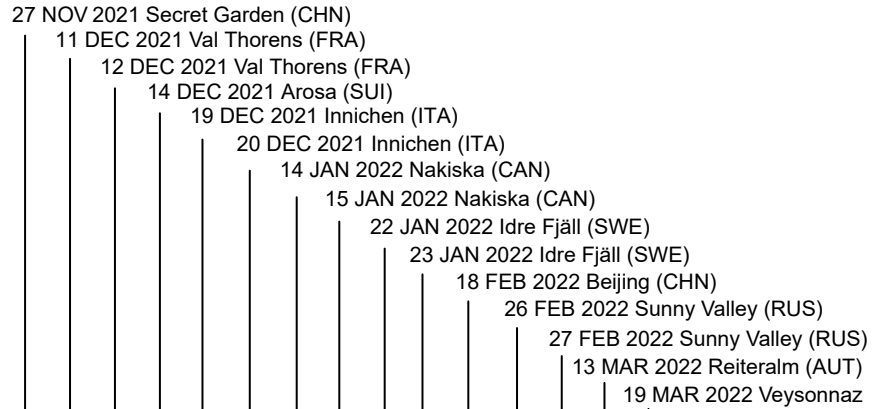 27 NOV 2021 Secret Garden (CHN)
11 DEC 2021 Val Thorens (FRA)
12 DEC 2021 Val Thorens (FRA)
14 DEC 2021 Arosa (SUI)
19 DEC 2021 Innichen (ITA)
20 DEC 2021 Innichen (ITA)
14 JAN 2022 Nakiska (CAN)
15 JAN 2022 Nakiska (CAN)
22 JAN 2022 Idre Fjäll (SWE)
23 JAN 2022 Idre Fjäll (SWE)
18 FEB 2022 Beijing (CHN)
26 FEB 2022 Sunny Valley (RUS)
27 FEB 2022 Sunny Valley (RUS)
13 MAR 2022 Reiteralm (AUT)
19 MAR 2022 Veysonnaz